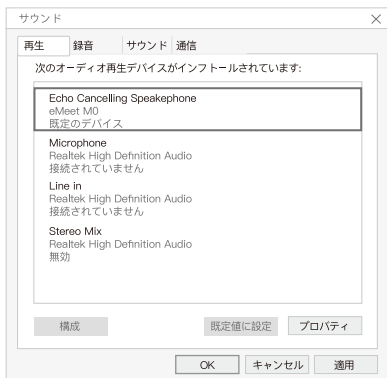 サウンド
再生 録音 サウンド 通信
次のオーディオ再生デバイスがインフトールされています:
Echo Cancelling Speakephone
eMeet M0
既定のデバイス
Microphone
Realtek High Definition Audio
接続されていません
Line in
Realtek High Definition Audio
接続されていません
Stereo Mix
Realtek High Definition Audio
無効
構成 既定値に設定 プロパティ
OK キャンセル 適用